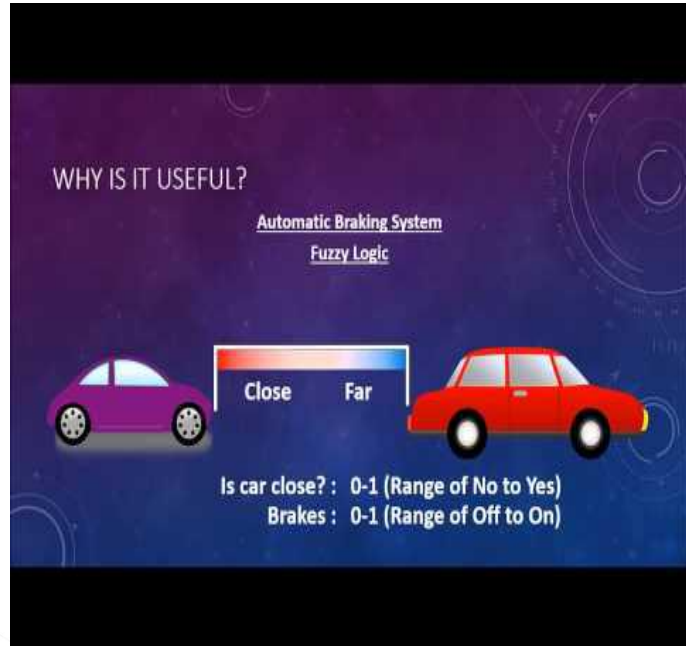 WHY IS IT USEFUL?
Automatic Braking System
Fuzzy Logic
Close Far
Is car close? : 0-1 (Range of No to Yes)
Brakes : 0-1 (Range of Off to On)